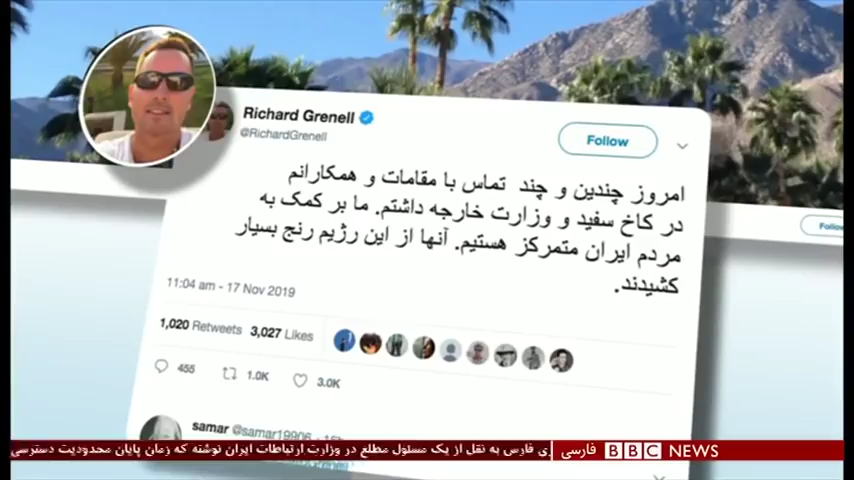 Richard Grenell
@RichardGrenell
Follow
امروز چندین و چند تماس با مقامات و همکارانم
در کاخ سفید و وزارت خارجه داشتم. ما بر کمک به
مردم ایران متمرکز هستیم. آنها از این رژیم رنج بسیار
کشیدند.
11:04 am - 17 Nov 2019
1,020 Retweets 3,027 Likes
455 1.0K 3.0K
samar @samar19906
ری فارس به نقل از یک مسئول مطلع در وزارت ارتباطات ایران نوشته که زمان پایان محدودیت دسترسی
BBC NEWS فارسی